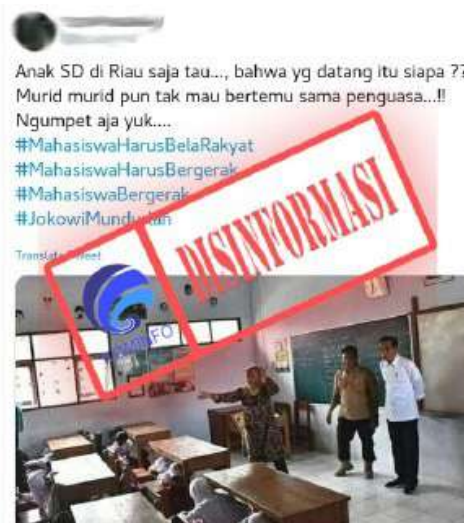 Anak SD di Riau saja tau..., bahwa yg datang itu siapa ??
Murid murid pun tak mau bertemu sama penguasa...!!
Ngumpet aja yuk....
#MahasiswaHarusBelaRakyat
#MahasiswaHarusBergerak
#MahasiswaBergerak
#JokowiMundurlah
Translate Tweet
DISINFORMASI
KOMINFO